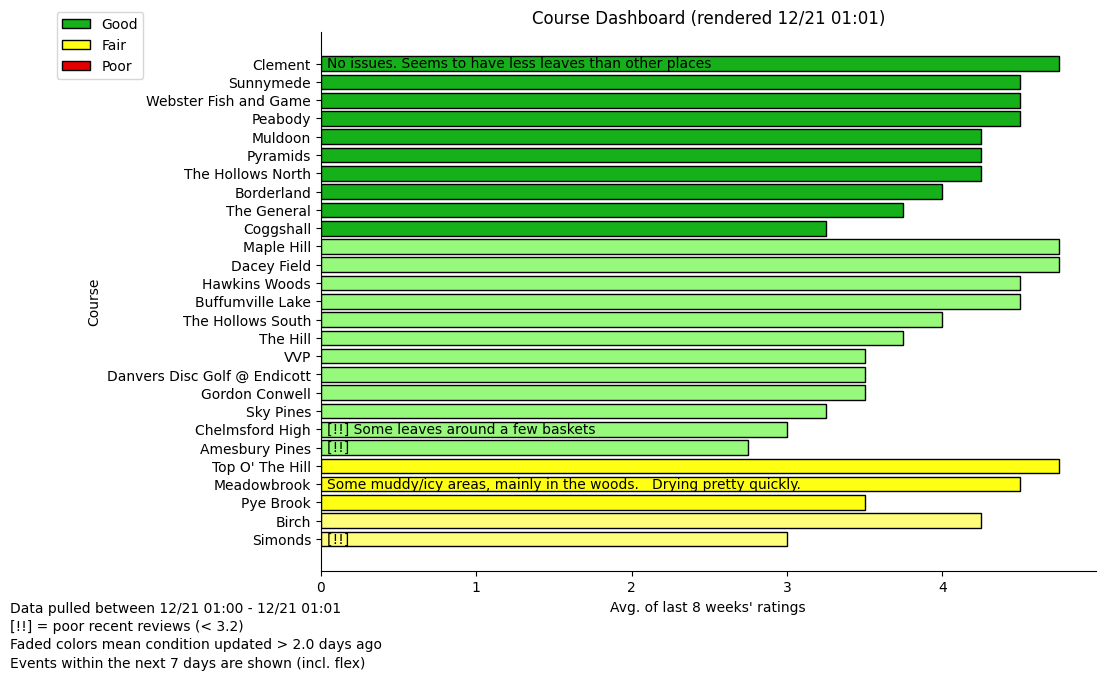 Course Dashboard (rendered 12/21 01:01)
Good
Fair
Poor
Course
Clement
No issues. Seems to have less leaves than other places
Sunnymede
Webster Fish and Game
Peabody
Muldoon
Pyramids
The Hollows North
Borderland
The General
Coggshall
Maple Hill
Dacey Field
Hawkins Woods
Buffumville Lake
The Hollows South
The Hill
VVP
Danvers Disc Golf @ Endicott
Gordon Conwell
Sky Pines
Chelmsford High
[!!] Some leaves around a few baskets
Amesbury Pines
[!!]
Top O' The Hill
Meadowbrook
Some muddy/icy areas, mainly in the woods.   Drying pretty quickly.
Pye Brook
Birch
Simonds
[!!]
0 1 2 3 4
Avg. of last 8 weeks' ratings
Data pulled between 12/21 01:00 - 12/21 01:01
[!!] = poor recent reviews (< 3.2)
Faded colors mean condition updated > 2.0 days ago
Events within the next 7 days are shown (incl. flex)